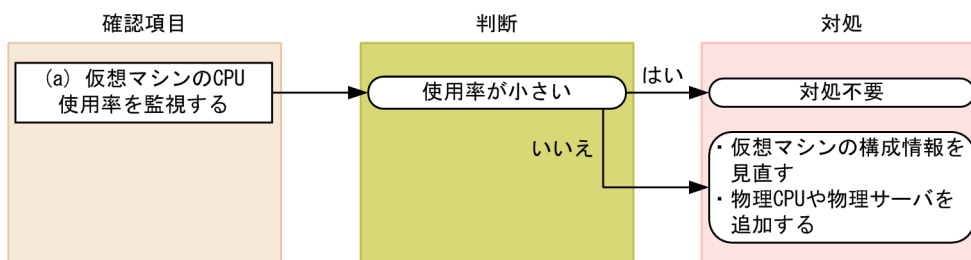 確認項目
判断
対処
(a) 仮想マシンのCPU
使用率を監視する
使用率が小さい
はい
対処不要
いいえ
・仮想マシンの構成情報を
見直す
・物理CPUや物理サーバを
追加する